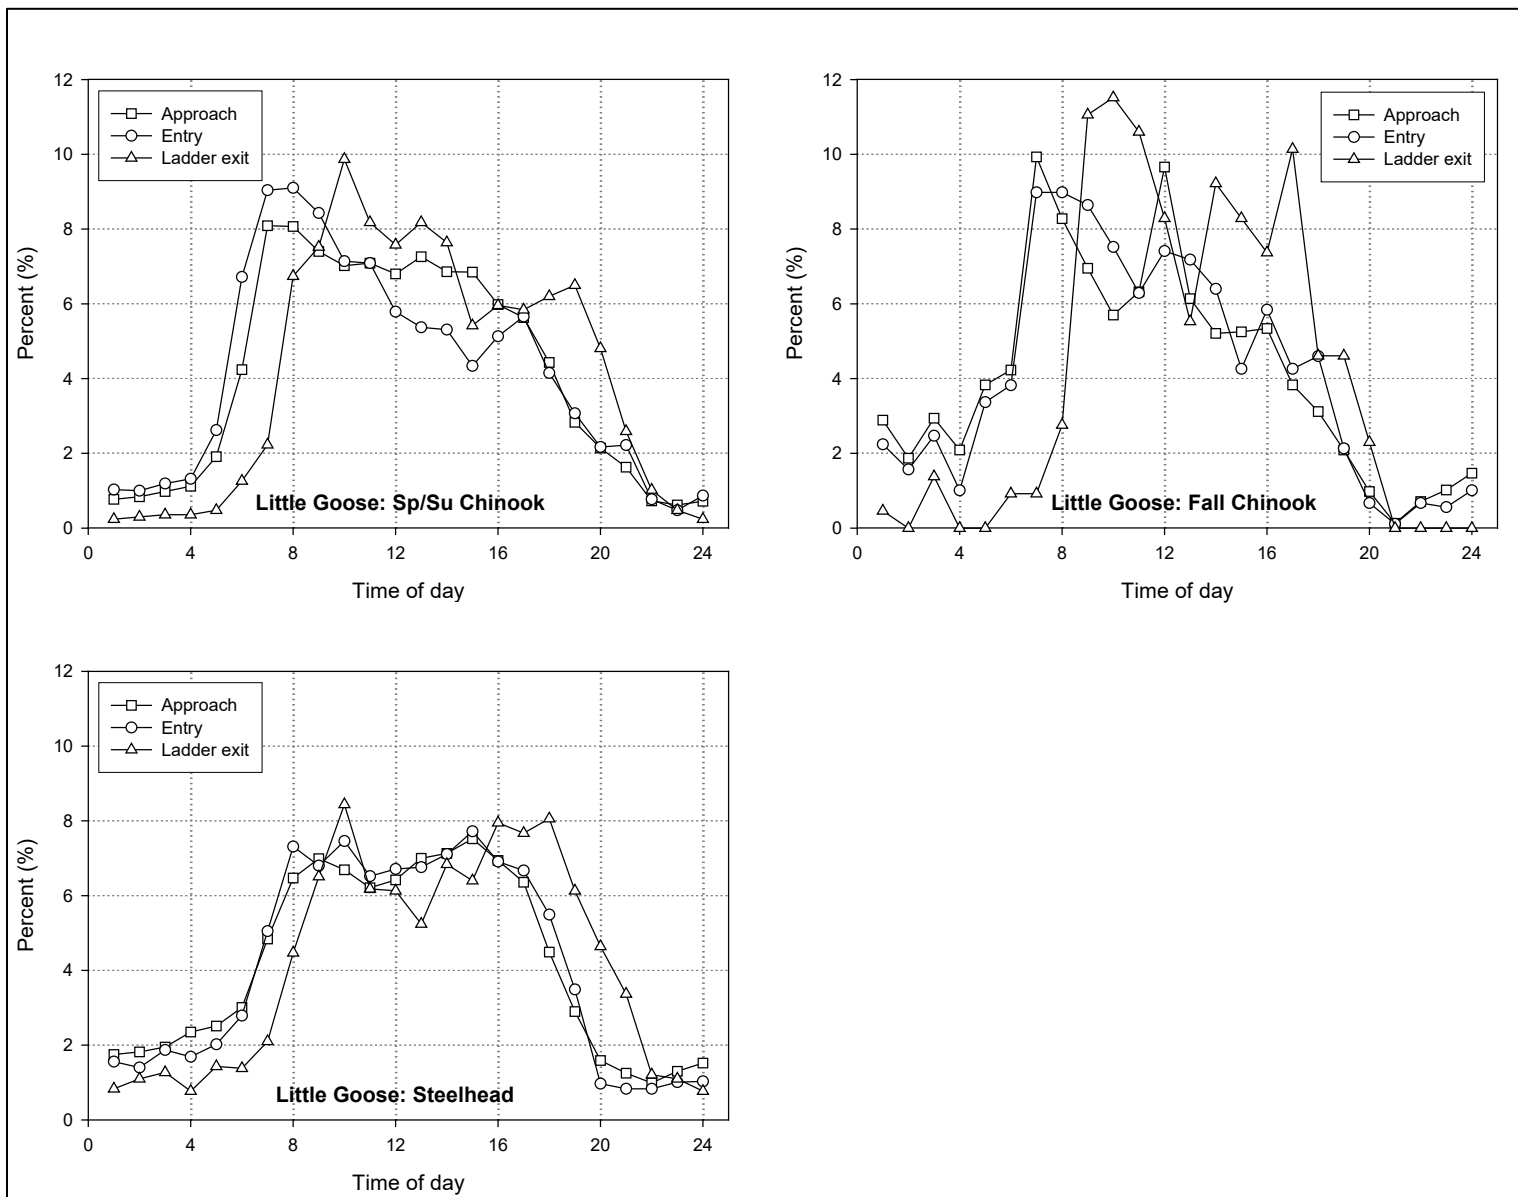 12
10
8
6
4
2
0
Percent (%)
Approach
Entry
Ladder exit
Little Goose: Sp/Su Chinook
0 4 8 12 16 20 24
Time of day
12
10
8
6
4
2
0
Percent (%)
Approach
Entry
Ladder exit
Little Goose: Fall Chinook
0 4 8 12 16 20 24
Time of day
12
10
8
6
4
2
0
Percent (%)
Approach
Entry
Ladder exit
Little Goose: Steelhead
0 4 8 12 16 20 24
Time of day